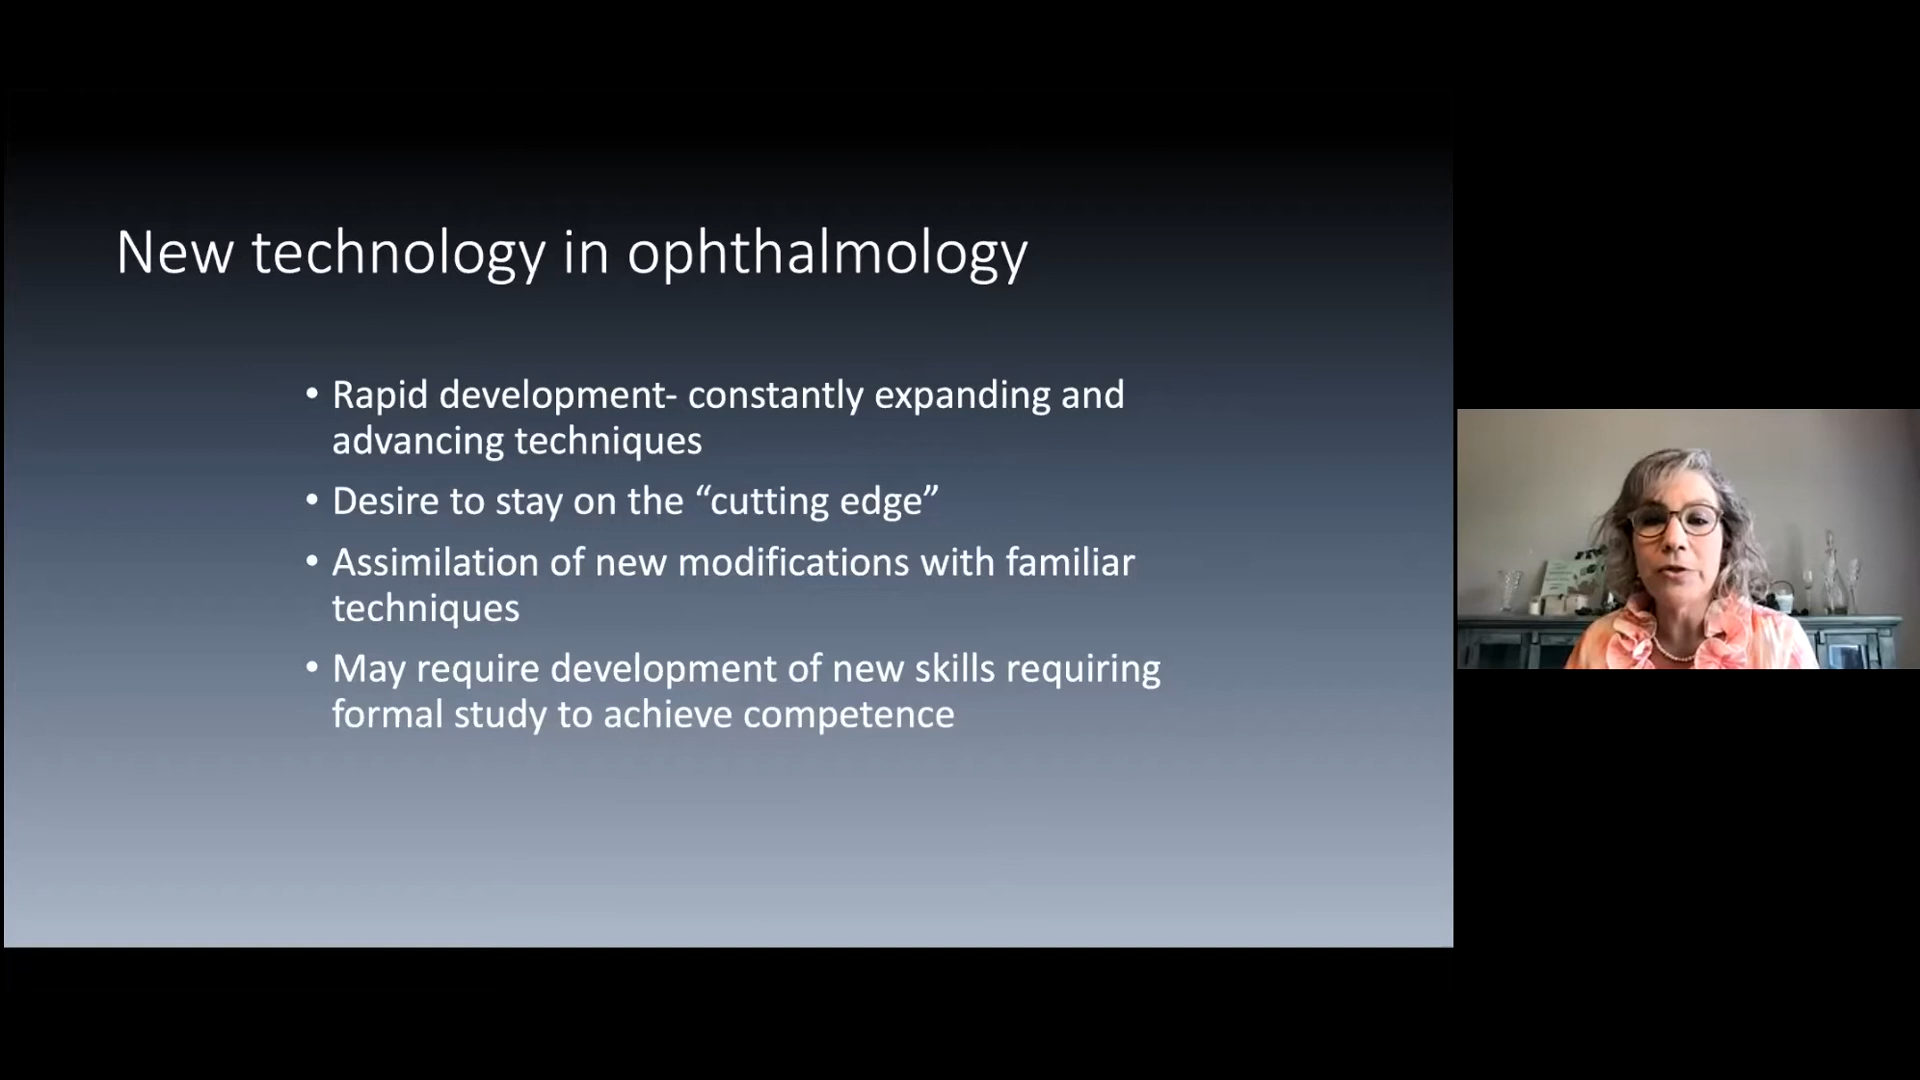 New technology in ophthalmology
• Rapid development- constantly expanding and
advancing techniques
• Desire to stay on the “cutting edge”
• Assimilation of new modifications with familiar
techniques
• May require development of new skills requiring
formal study to achieve competence